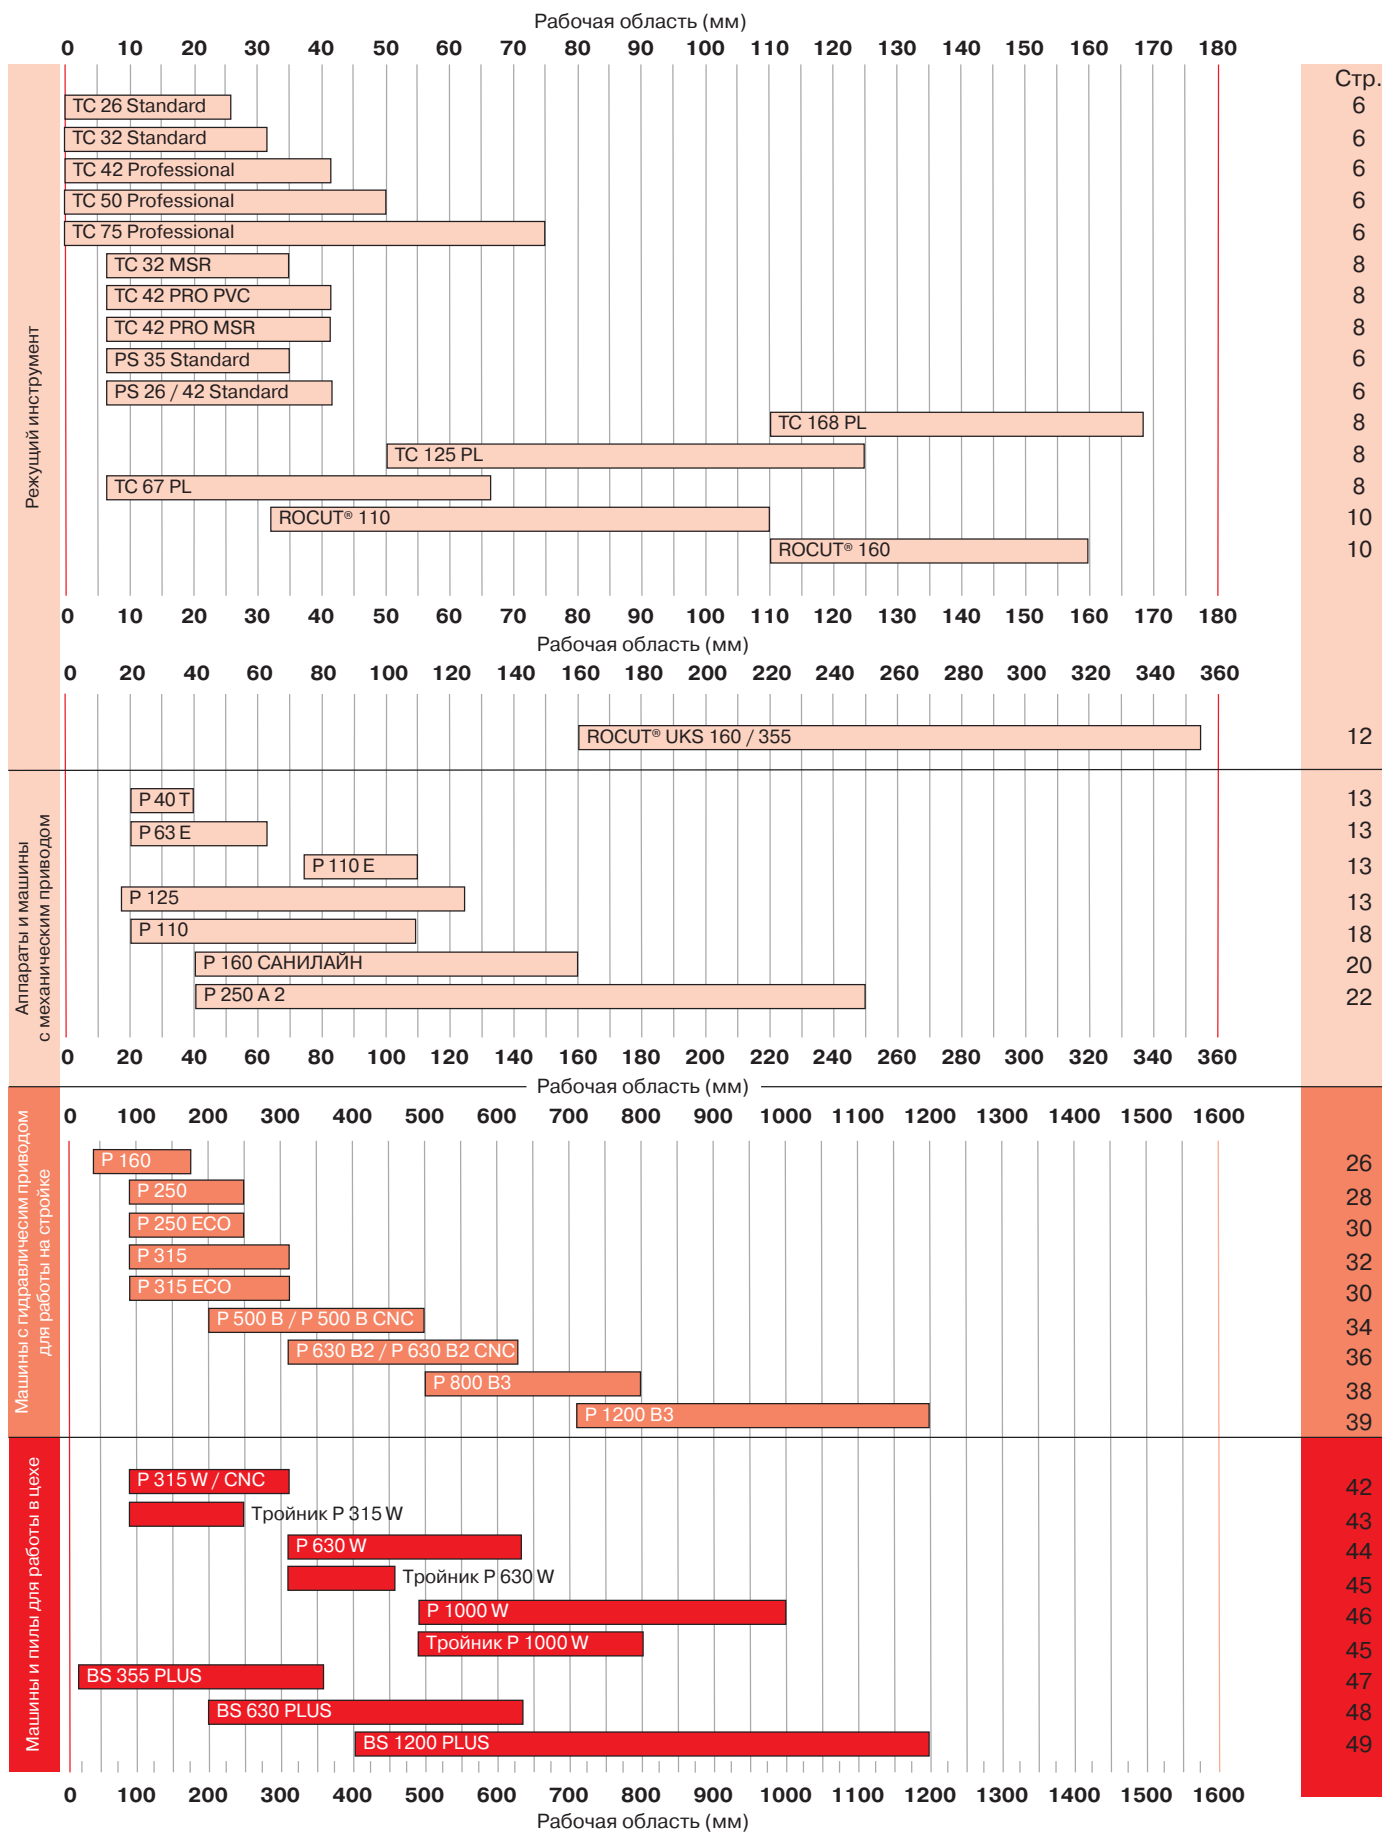 Рабочая область (мм)
0 10 20 30 40 50 60 70 80 90 100 110 120 130 140 150 160 170 180
Стр.
TC 26 Standard 6
TC 32 Standard 6
TC 42 Professional 6
TC 50 Professional 6
TC 75 Professional 6
TC 32 MSR 8
TC 42 PRO PVC 8
TC 42 PRO MSR 8
PS 35 Standard 6
PS 26 / 42 Standard 6
TC 168 PL 8
TC 125 PL 8
TC 67 PL 8
ROCUT® 110 10
ROCUT® 160 10
Режущий инструмент
0 10 20 30 40 50 60 70 80 90 100 110 120 130 140 150 160 170 180
Рабочая область (мм)
0 20 40 60 80 100 120 140 160 180 200 220 240 260 280 300 320 340 360
ROCUT® UKS 160 / 355 12
P 40 T 13
P 63 E 13
P 110 E 13
P 125 13
P 110 18
P 160 САНИЛАЙН 20
P 250 A 2 22
Аппараты и машины
с механическим приводом
0 20 40 60 80 100 120 140 160 180 200 220 240 260 280 300 320 340 360
Рабочая область (мм)
0 100 200 300 400 500 600 700 800 900 1000 1100 1200 1300 1400 1500 1600
P 160 26
P 250 28
P 250 ECO 30
P 315 32
P 315 ECO 30
P 500 B / P 500 B CNC 34
P 630 B2 / P 630 B2 CNC 36
P 800 B3 38
P 1200 B3 39
Машины с гидравличесим приводом
для работы на стройке
P 315 W / CNC 42
Тройник P 315 W 43
P 630 W 44
Тройник P 630 W 45
P 1000 W 46
Тройник P 1000 W 45
BS 355 PLUS 47
BS 630 PLUS 48
BS 1200 PLUS 49
Машины и пилы для работы в цехе
0 100 200 300 400 500 600 700 800 900 1000 1100 1200 1300 1400 1500 1600
Рабочая область (мм)